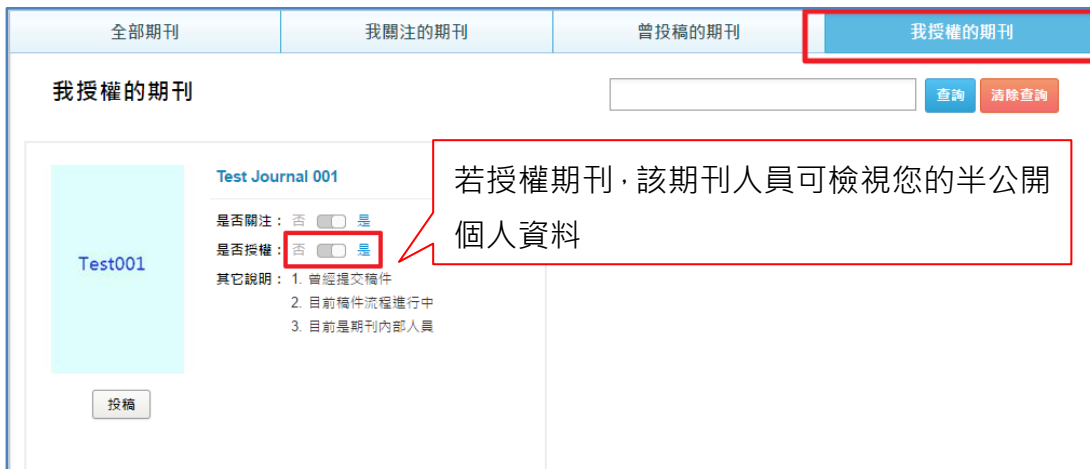 全部期刊
我關注的期刊
曾投稿的期刊
我授權的期刊
我授權的期刊
查詢
清除查詢
Test001
投稿
Test Journal 001
是否關注： 否 是
是否授權： 否 是
其它說明： 1. 曾經提交稿件
2. 目前稿件流程進行中
3. 目前是期刊內部人員
若授權期刊，該期刊人員可檢視您的半公開
個人資料